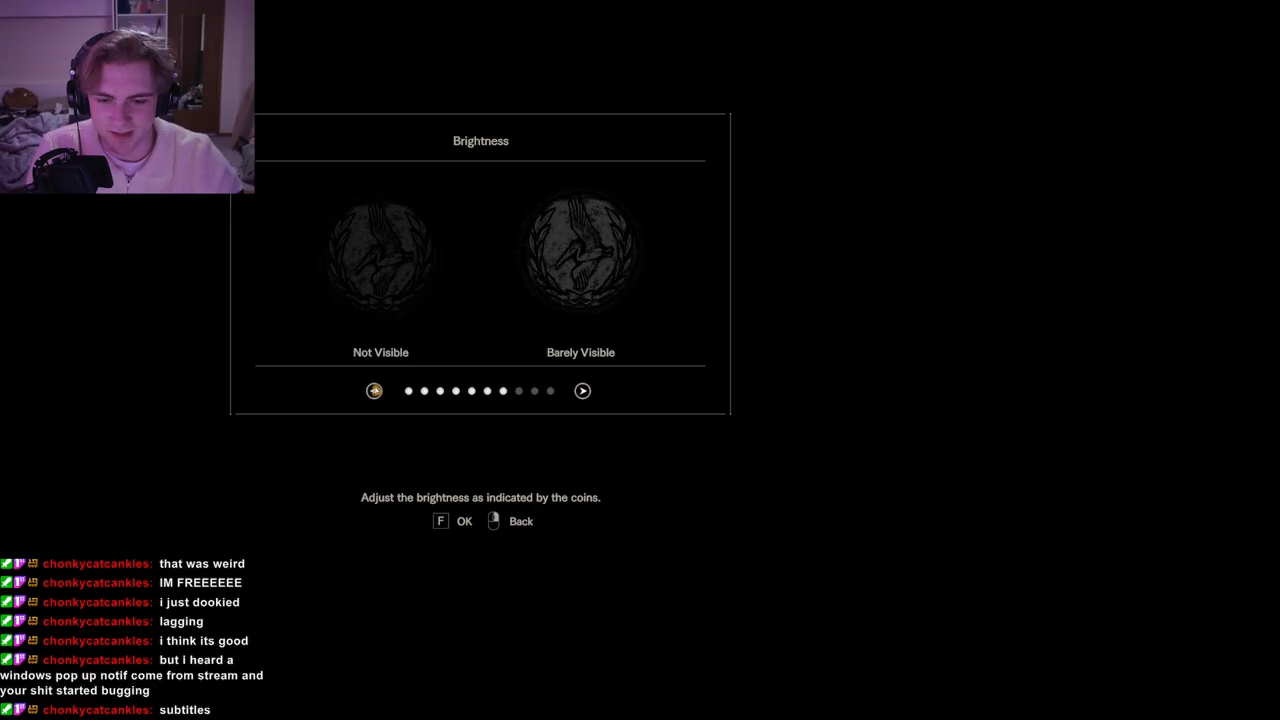 Brightness
Not Visible
Barely Visible
Adjust the brightness as indicated by the coins.
F OK Back
chonkycatcankles: that was weird
chonkycatcankles: IM FREEEEEE
chonkycatcankles: i just dookied
chonkycatcankles: lagging
chonkycatcankles: i think its good
chonkycatcankles: but i heard a
windows pop up notif come from stream and
your shit started bugging
chonkycatcankles: subtitles